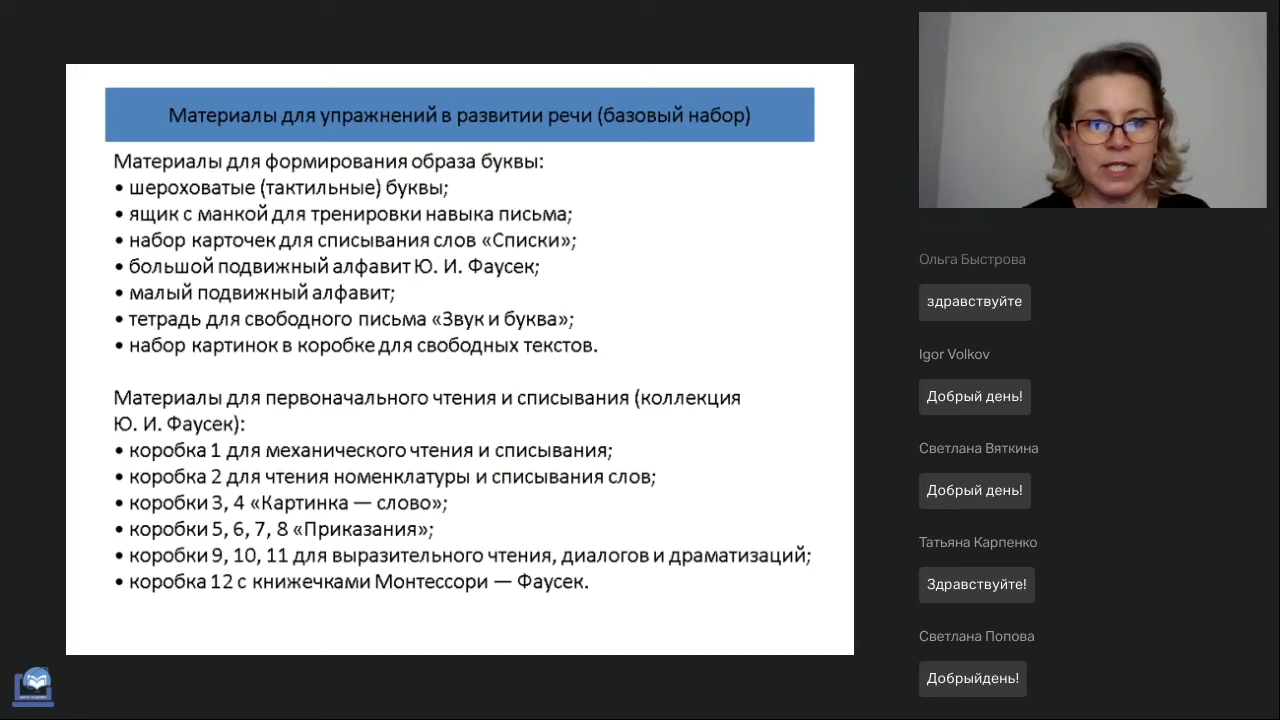 Материалы для упражнений в развитии речи (базовый набор)
Материалы для формирования образа буквы:
• шероховатые (тактильные) буквы;
• ящик с манкой для тренировки навыка письма;
• набор карточек для списывания слов «Списки»;
• большой подвижный алфавит Ю. И. Фаусек;
• малый подвижный алфавит;
• тетрадь для свободного письма «Звук и буква»;
• набор картинок в коробке для свободных текстов.
Материалы для первоначального чтения и списывания (коллекция
Ю. И. Фаусек):
• коробка 1 для механического чтения и списывания;
• коробка 2 для чтения номенклатуры и списывания слов;
• коробки 3, 4 «Картинка — слово»;
• коробки 5, 6, 7, 8 «Приказания»;
• коробки 9, 10, 11 для выразительного чтения, диалогов и драматизаций;
• коробка 12 с книжечками Монтессори — Фаусек.
Ольга Быстрова
здравствуйте
Igor Volkov
Добрый день!
Светлана Вяткина
Добрый день!
Татьяна Карпенко
Здравствуйте!
Светлана Попова
Добрыйдень!